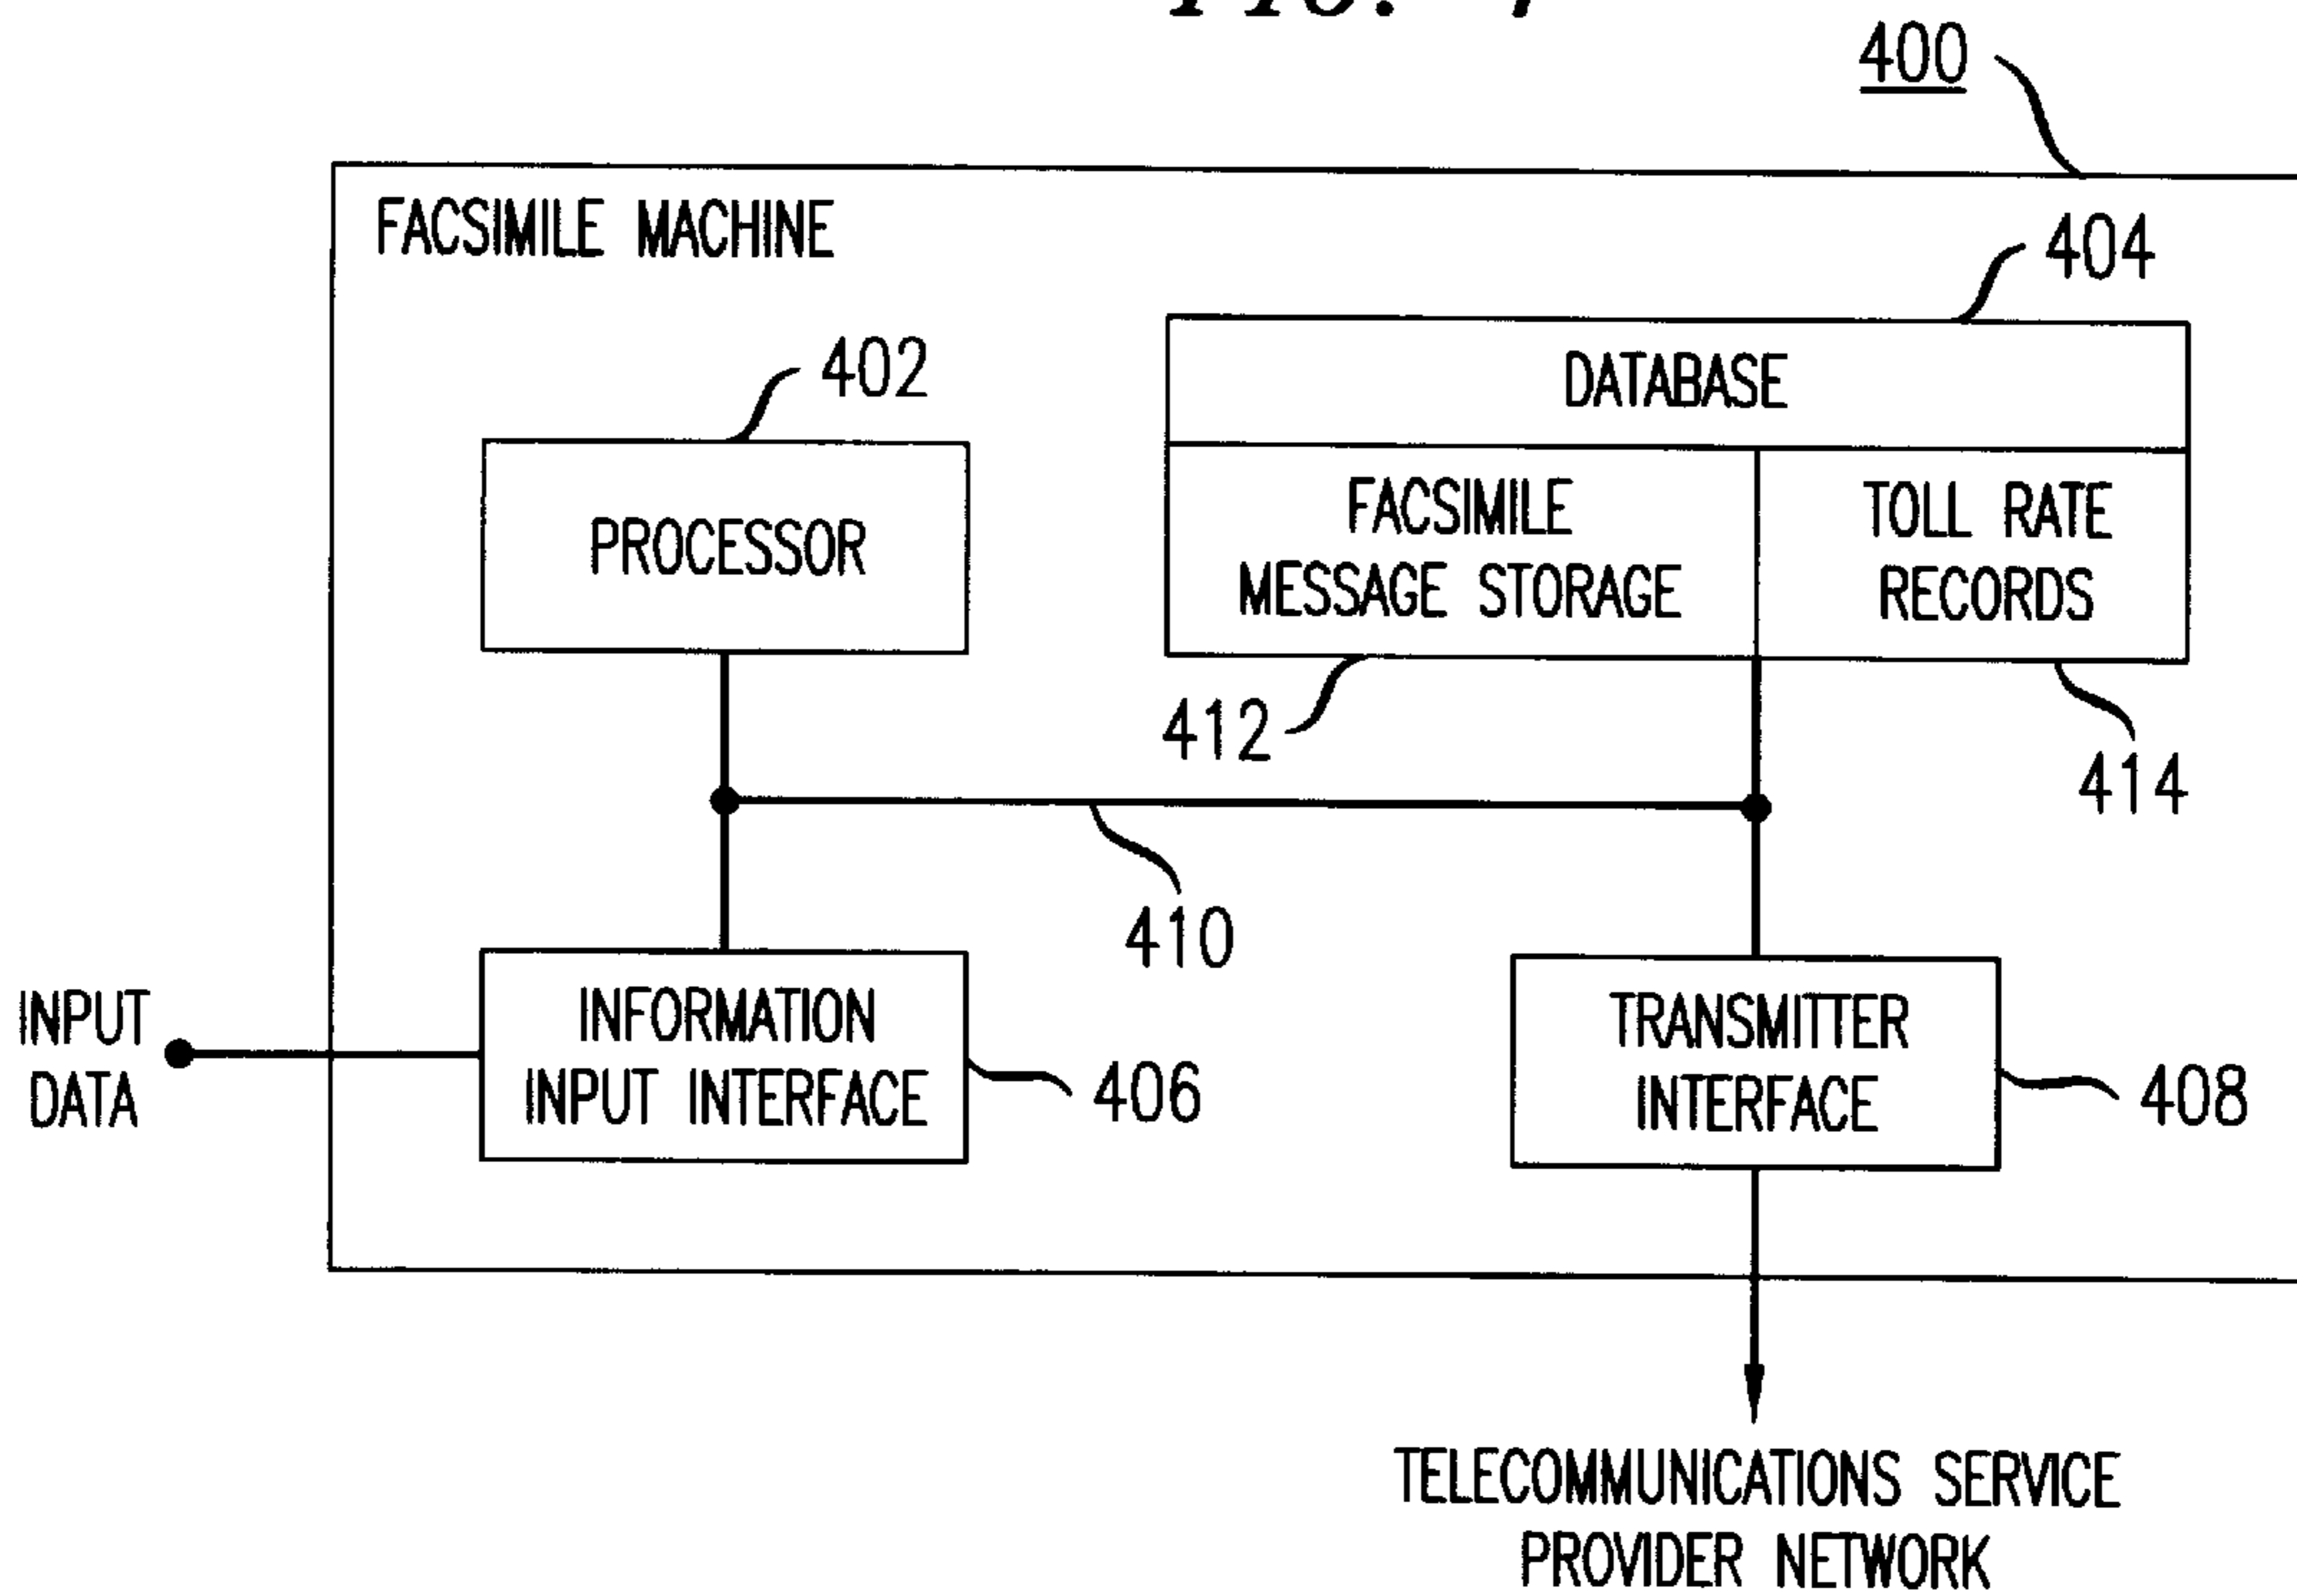 FIG.
400
FACSIMILE MACHINE
404
402
DATABASE
PROCESSOR
FACSIMILE
MESSAGE STORAGE
TOLL RATE
RECORDS
412
414
410
INPUT
DATA
INFORMATION
INPUT INTERFACE
406
TRANSMITTER
INTERFACE
408
TELECOMMUNICATIONS SERVICE
PROVIDER NETWORK